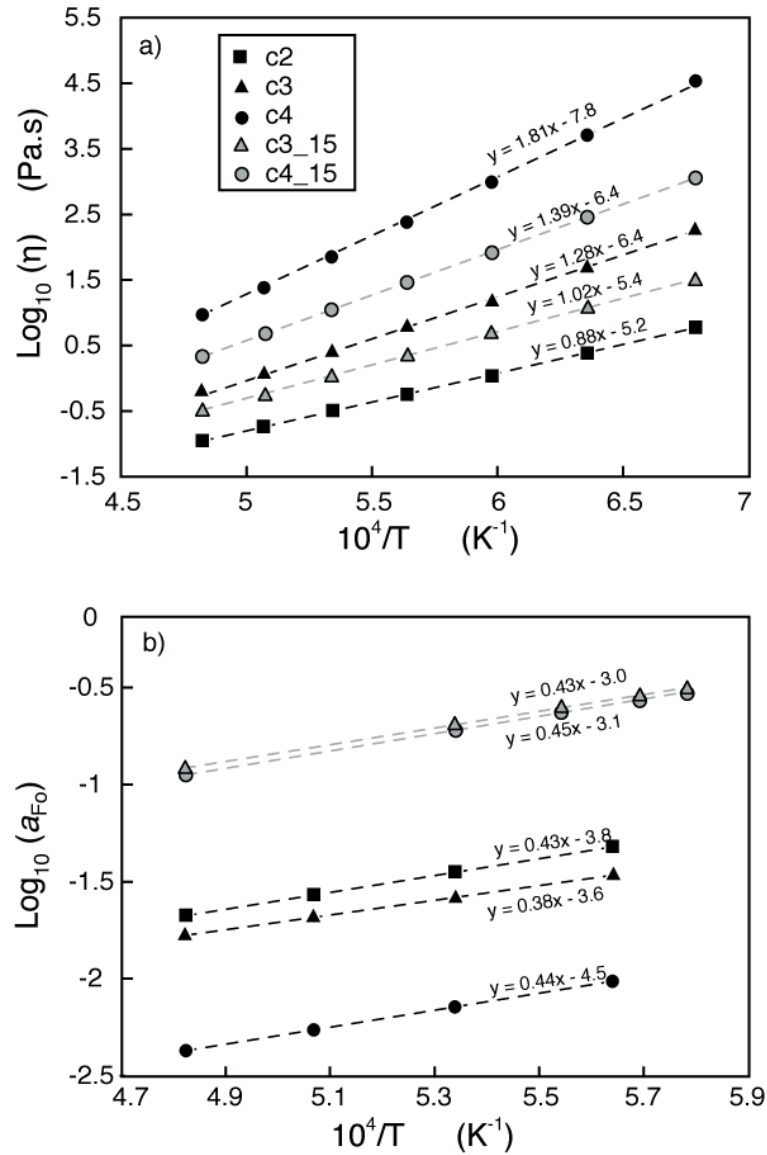 a)
c2
c3
c4
c3_15
c4_15
5.5
4.5
3.5
2.5
1.5
0.5
-0.5
-1.5
Log10 (η) (Pa.s)
y = 1.81x - 7.8
y = 1.39x - 6.4
y = 1.28x - 6.4
y = 1.02x - 5.4
y = 0.88x - 5.2
4.5 5 5.5 6 6.5 7
10^4/T (K^-1)
b)
0
-0.5
-1
-1.5
-2
-2.5
Log10 (aFo)
y = 0.43x - 3.0
y = 0.45x - 3.1
y = 0.43x - 3.8
y = 0.38x - 3.6
y = 0.44x - 4.5
4.7 4.9 5.1 5.3 5.5 5.7 5.9
10^4/T (K^-1)